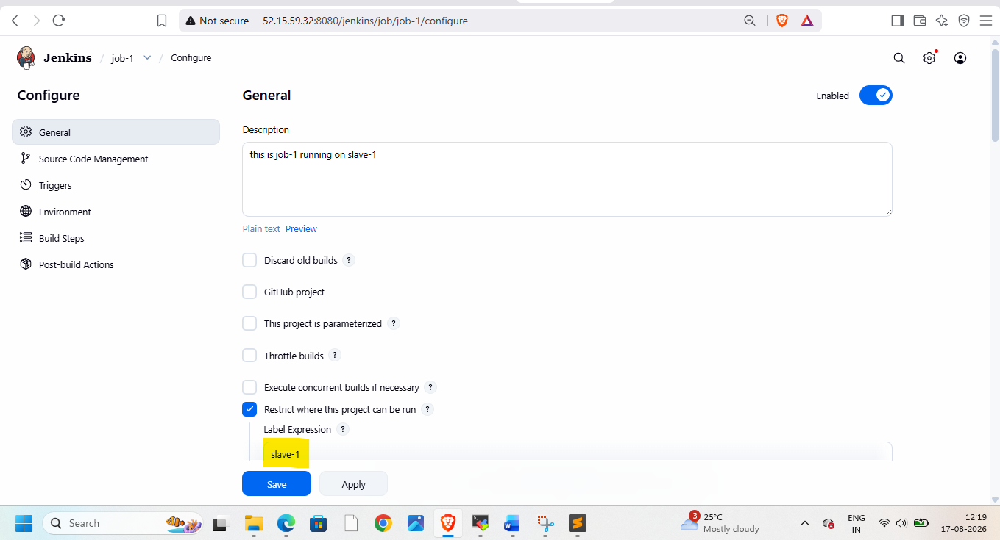 Not secure 52.15.59.32:8080/jenkins/job/job-1/configure
Jenkins / job-1 / Configure
Configure
General
Source Code Management
Triggers
Environment
Build Steps
Post-build Actions
General
Enabled
Description
this is job-1 running on slave-1
Plain text Preview
Discard old builds ?
GitHub project
This project is parameterized ?
Throttle builds ?
Execute concurrent builds if necessary ?
Restrict where this project can be run ?
Label Expression ?
slave-1
Save Apply
Search
3
25°C
Mostly cloudy
ENG
IN
12:19
17-08-2026